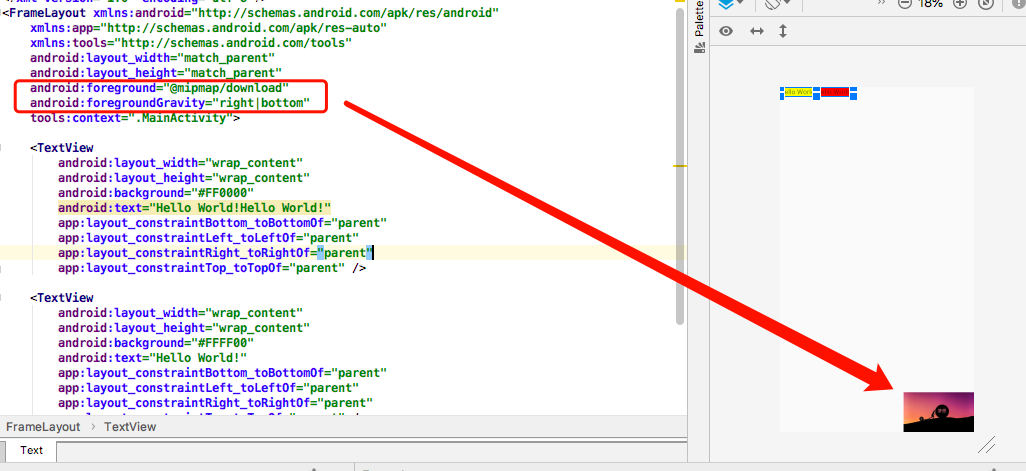 <FrameLayout xmlns:android="http://schemas.android.com/apk/res/android"
xmlns:app="http://schemas.android.com/apk/res-auto"
xmlns:tools="http://schemas.android.com/tools"
android:layout_width="match_parent"
android:layout_height="match_parent"
android:foreground="@mipmap/download"
android:foregroundGravity="right|bottom"
tools:context=".MainActivity">
<TextView
android:layout_width="wrap_content"
android:layout_height="wrap_content"
android:background="#FF0000"
android:text="Hello World!Hello World!"
app:layout_constraintBottom_toBottomOf="parent"
app:layout_constraintLeft_toLeftOf="parent"
app:layout_constraintRight_toRightOf="parent"
app:layout_constraintTop_toTopOf="parent" />
<TextView
android:layout_width="wrap_content"
android:layout_height="wrap_content"
android:background="#FFFF00"
android:text="Hello World!"
app:layout_constraintBottom_toBottomOf="parent"
app:layout_constraintLeft_toLeftOf="parent"
app:layout_constraintRight_toRightOf="parent"
FrameLayout › TextView
Text
Palette
» 18%